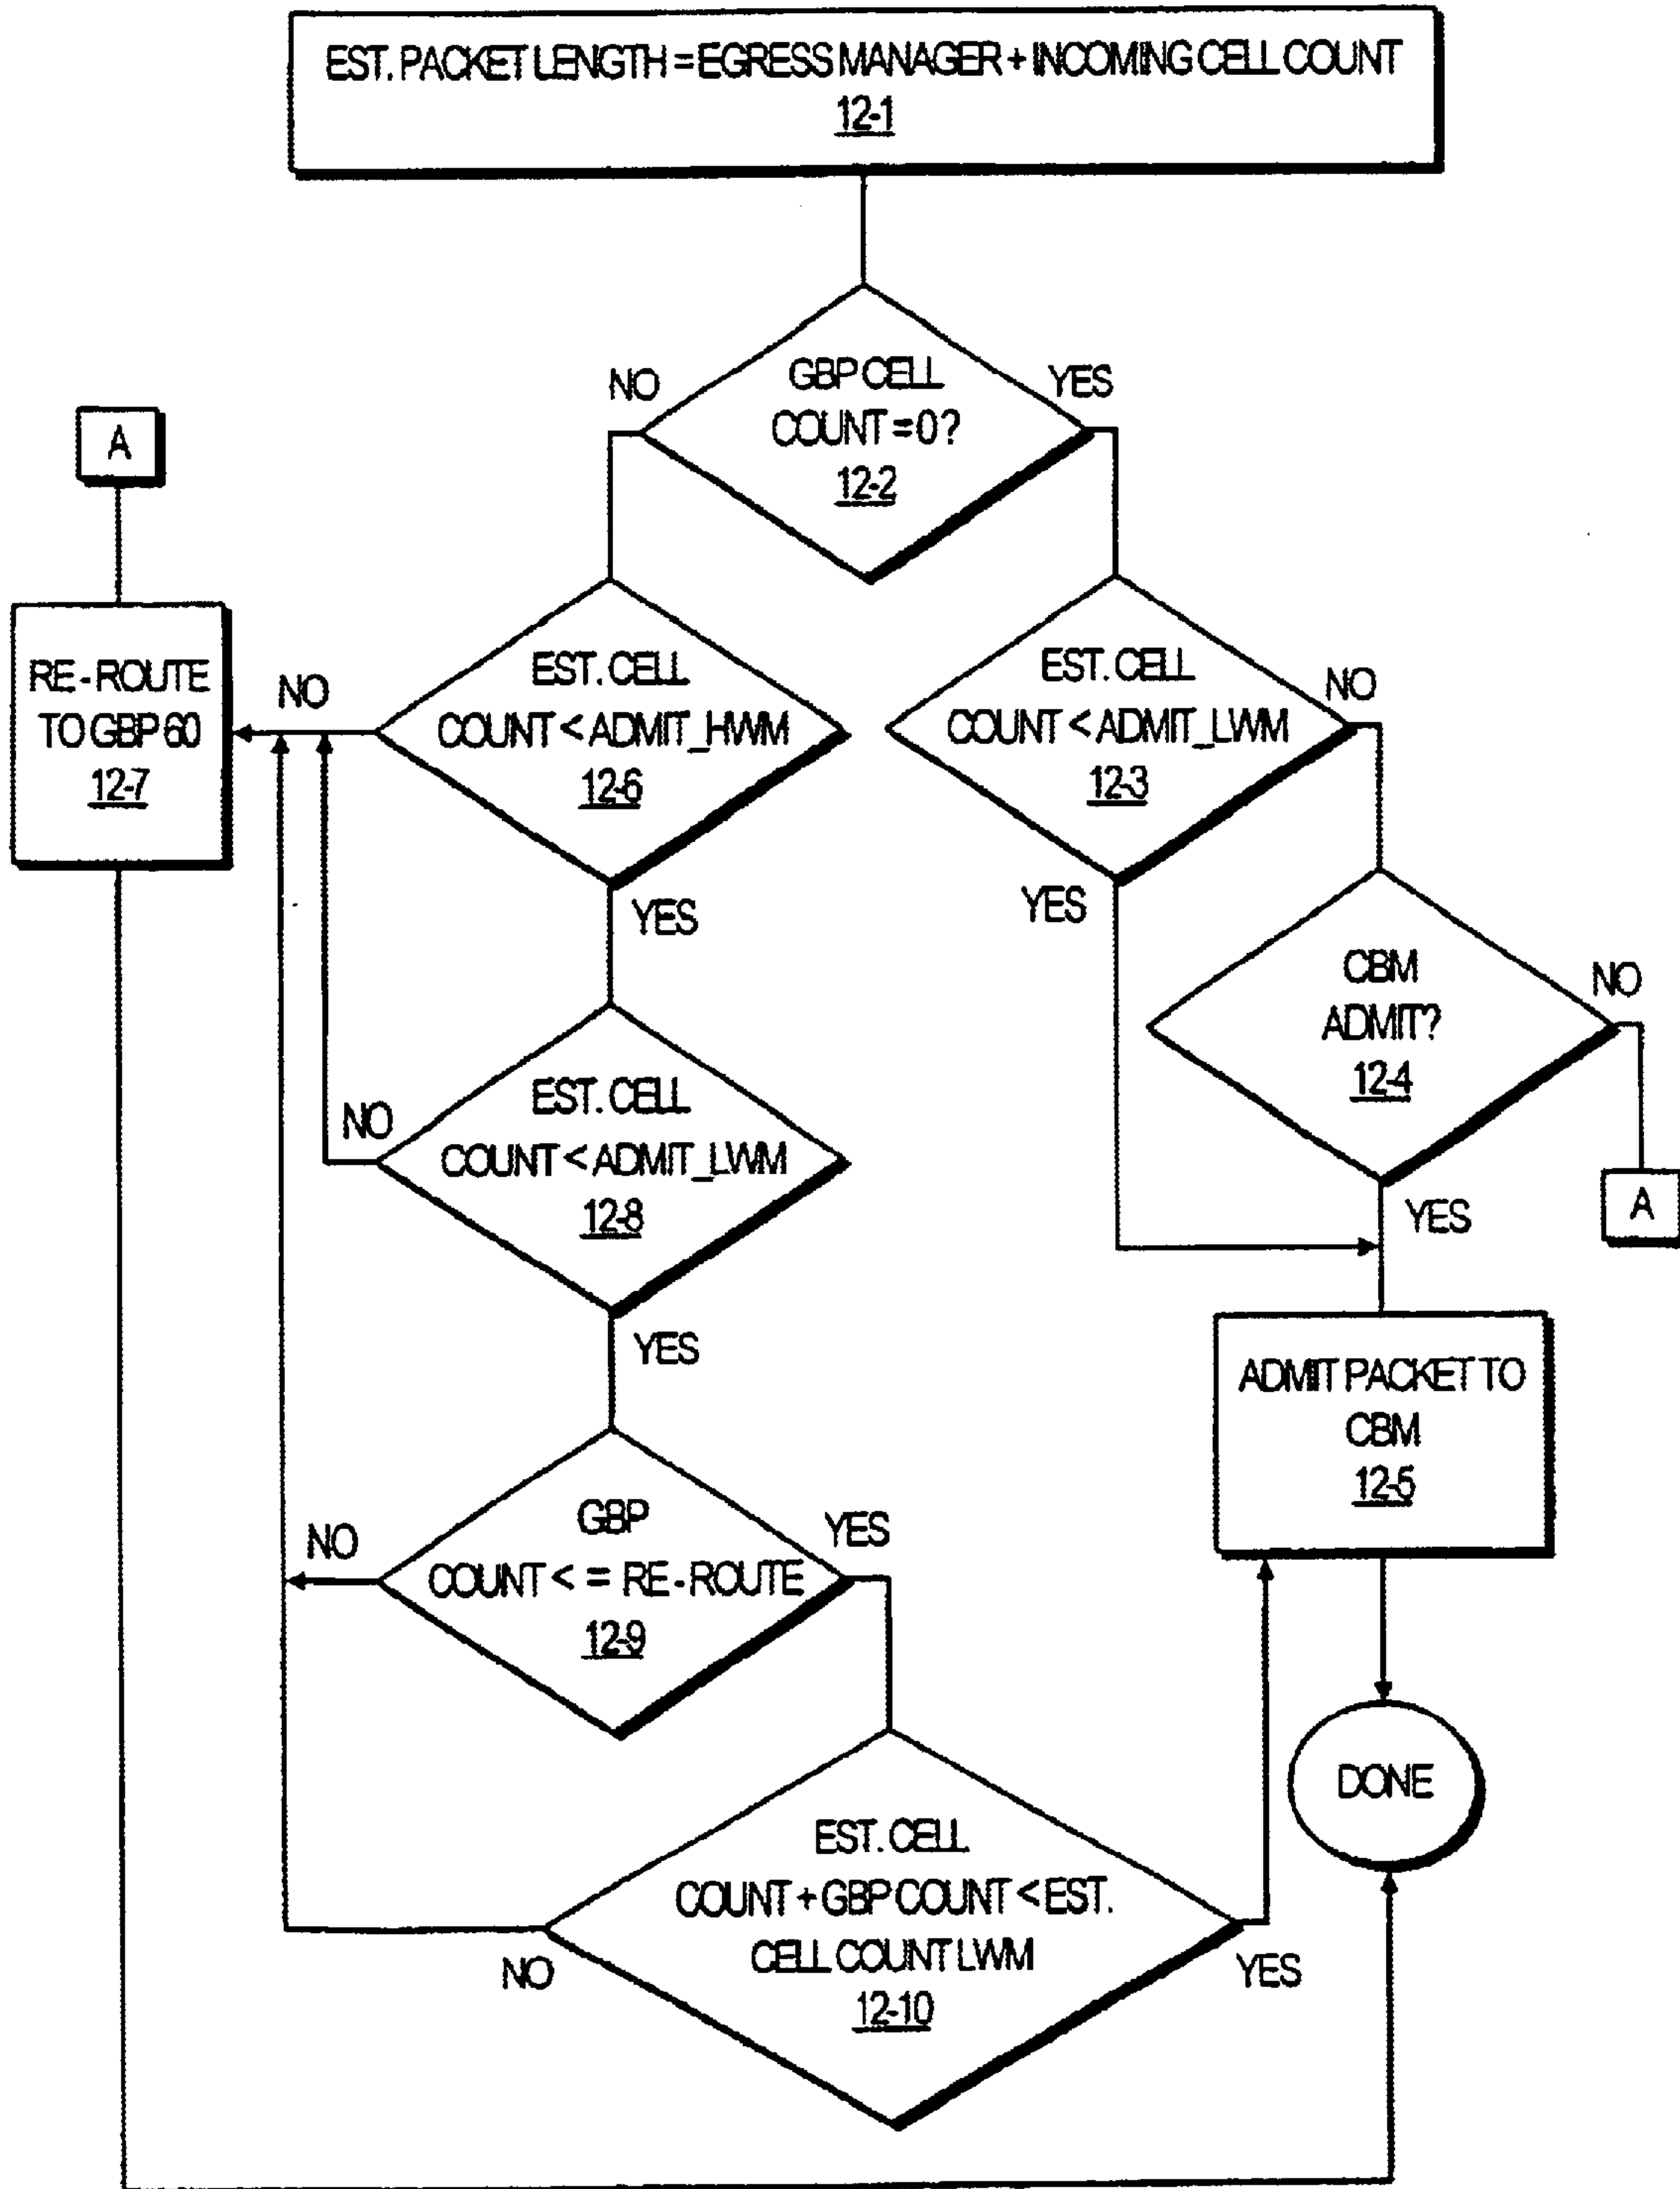 EST. PACKET LENGTH = EGRESS MANAGER + INCOMING CELL COUNT
12-1
GBP CELL
COUNT = 0?
12-2
NO
YES
A
RE-ROUTE
TO GBP 60
12-7
NO
EST. CELL
COUNT < ADMIT_HWM
12-6
YES
EST. CELL
COUNT < ADMIT_LWM
12-3
NO
YES
CBM
ADMIT?
12-4
NO
YES
A
EST. CELL
COUNT < ADMIT_LWM
12-8
NO
YES
ADMIT PACKET TO
CBM
12-5
GBP
COUNT < = RE-ROUTE
12-9
NO
YES
DONE
EST. CELL
COUNT + GBP COUNT < EST.
CELL COUNT LWM
12-10
NO
YES